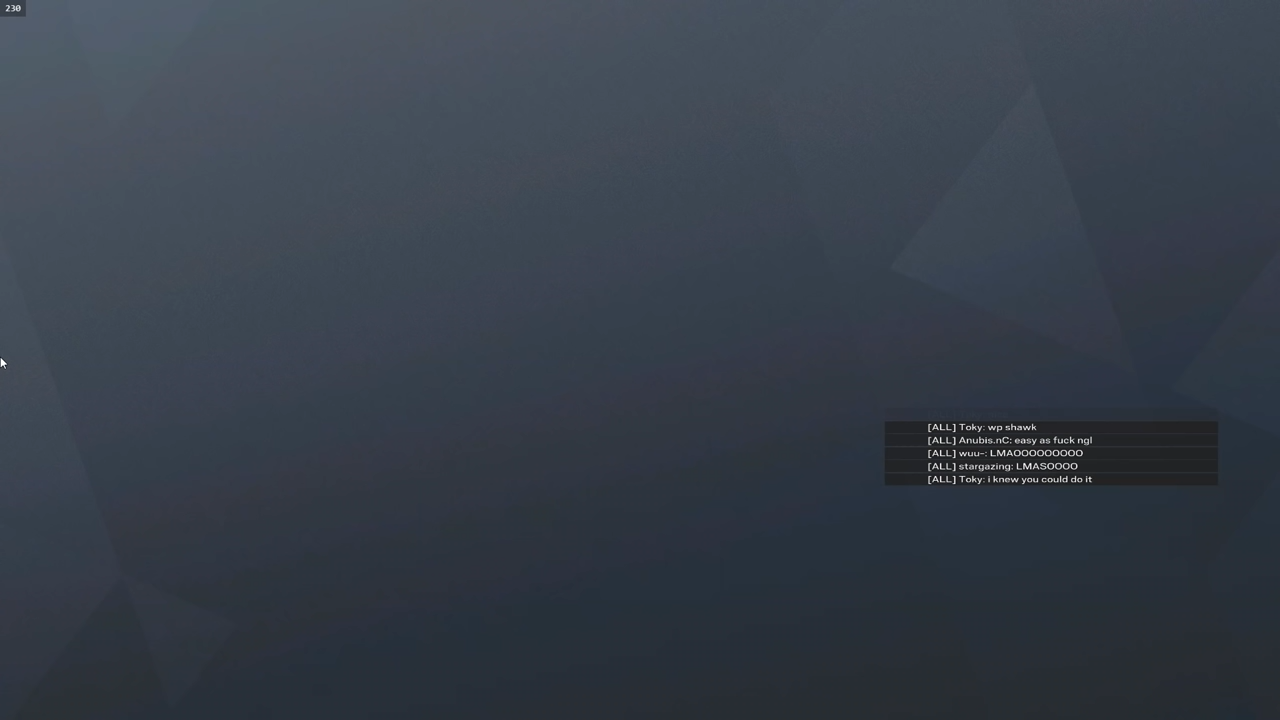 230
[ALL] Toky: wp shawk
[ALL] Anubis.nC: easy as fuck ngl
[ALL] wuu~: LMAOOOOOOOOO
[ALL] stargazing: LMASOOOO
[ALL] Toky: i knew you could do it